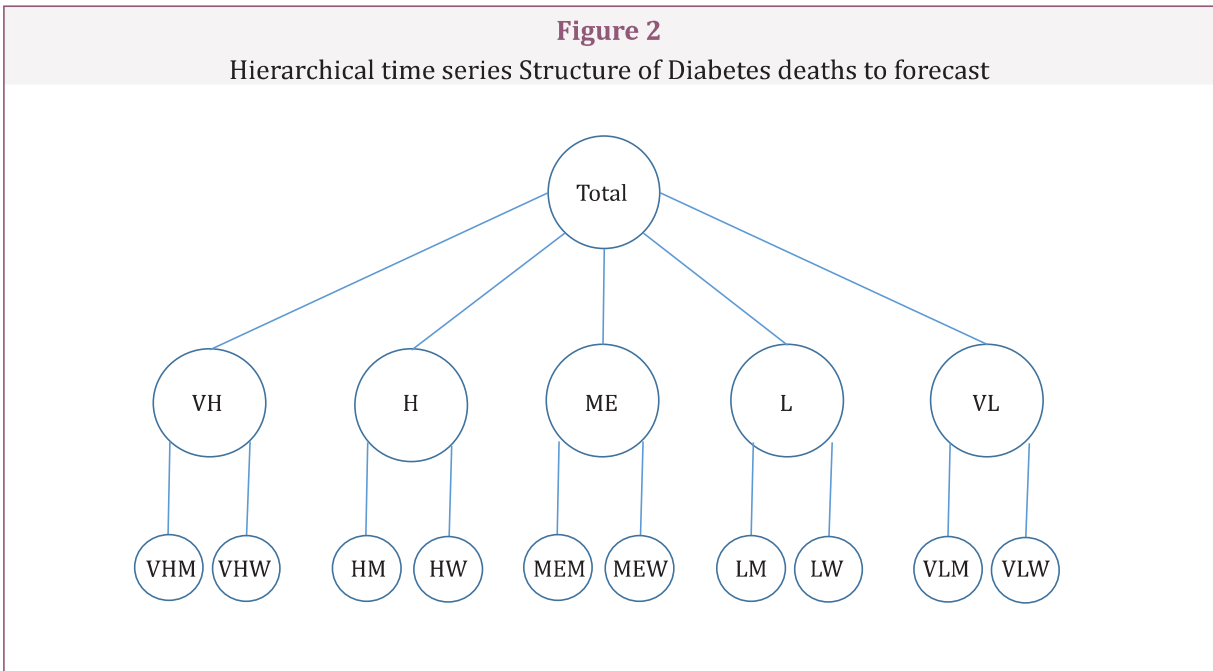 Figure 2
Hierarchical time series Structure of Diabetes deaths to forecast
Total
VH
H
ME
L
VL
VHM
VHW
HM
HW
MEM
MEW
LM
LW
VLM
VLW